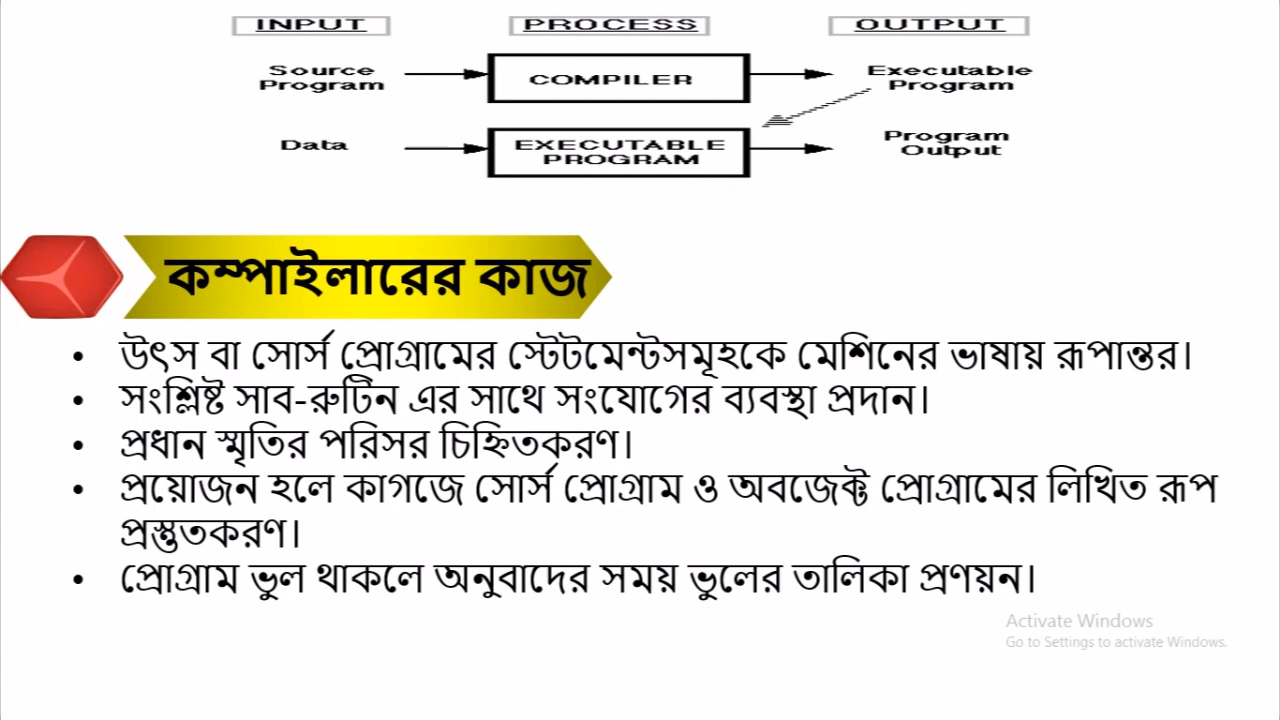 INPUT PROCESS OUTPUT
Source Program COMPILER Executable Program
Data EXECUTABLE PROGRAM Program Output
কম্পাইলারের কাজ
• উৎস বা সোর্স প্রোগ্রামের স্টেটমেন্টসমূহকে মেশিনের ভাষায় রূপান্তর।
• সংশ্লিষ্ট সাব-রুটিন এর সাথে সংযোগের ব্যবস্থা প্রদান।
• প্রধান স্মৃতির পরিসর চিহ্নিতকরণ।
• প্রয়োজন হলে কাগজে সোর্স প্রোগ্রাম ও অবজেক্ট প্রোগ্রামের লিখিত রূপ
প্রস্তুতকরণ।
• প্রোগ্রাম ভুল থাকলে অনুবাদের সময় ভুলের তালিকা প্রণয়ন।
Activate Windows
Go to Settings to activate Windows.